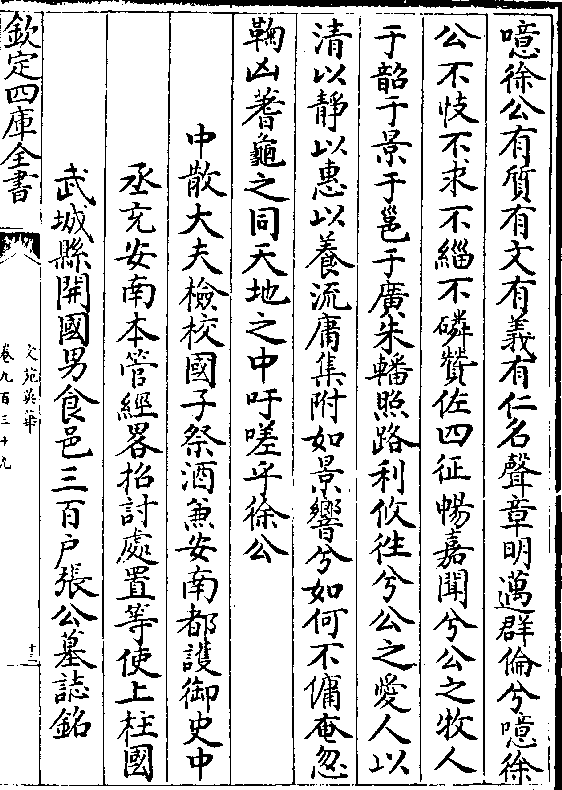 噫徐公有質有文有義有仁名聲章明邁群倫兮噫徐
公不忮不求不緇不磷贊佐四征暢嘉聞兮公之牧人
于韶于景于邕于廣朱轓照路利攸往兮公之愛人以
清以靜以惠以養流庸集附如景響兮如何不傭奄忽
鞠凶蓍龜之同天地之中吁嗟乎徐公
中散大夫檢校國子祭酒兼安南都護御史中
丞充安南本管經畧招討處置等使上柱國
武城縣開國男食邑三百户張公墓誌銘
欽定四庫全書
文苑英華
卷九百三十九
十三